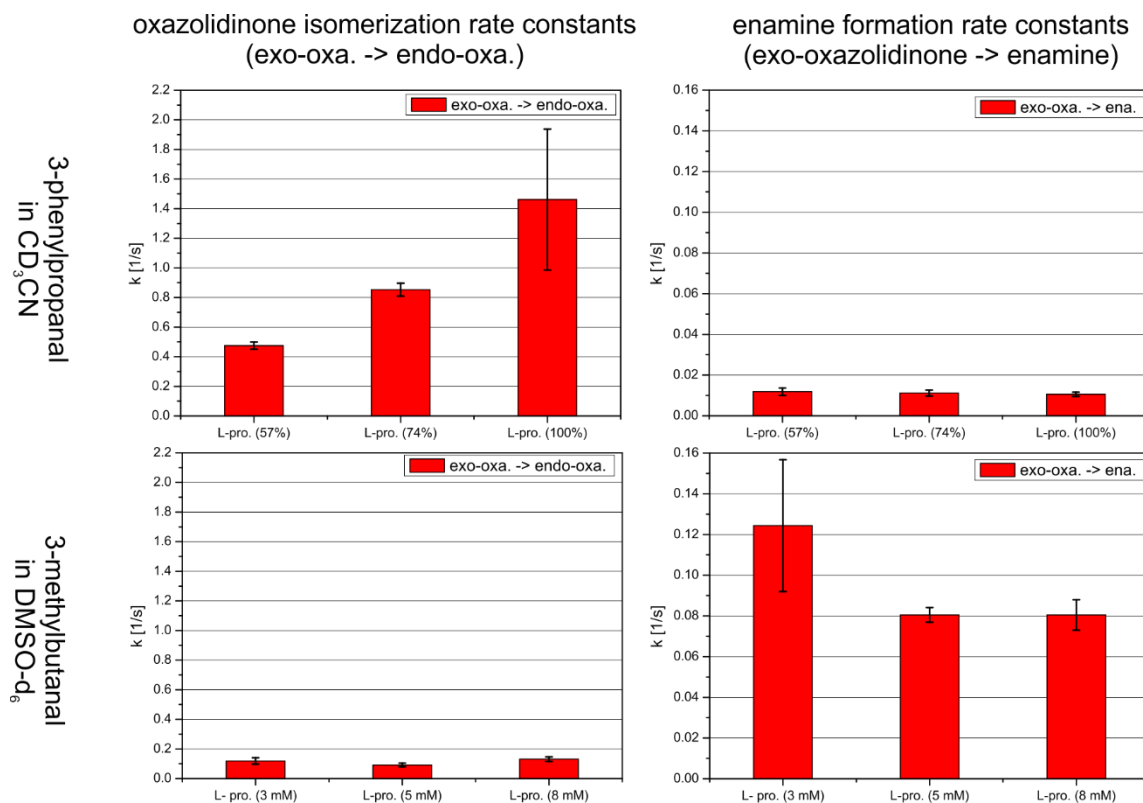 oxazolidinone isomerization rate constants
(exo-oxa. -> endo-oxa.)
enamine formation rate constants
(exo-oxazolidinone -> enamine)
3-phenylpropanal
in CD₃CN
k [1/s]
2.2
2.0
1.8
1.6
1.4
1.2
1.0
0.8
0.6
0.4
0.2
0.0
exo-oxa. -> endo-oxa.
L-pro. (57%)
L-pro. (74%)
L-pro. (100%)
k [1/s]
0.16
0.14
0.12
0.10
0.08
0.06
0.04
0.02
0.00
exo-oxa. -> ena.
L-pro. (57%)
L-pro. (74%)
L-pro. (100%)
3-methylbutanal
in DMSO-d₆
k [1/s]
2.2
2.0
1.8
1.6
1.4
1.2
1.0
0.8
0.6
0.4
0.2
0.0
exo-oxa. -> endo-oxa.
L- pro. (3 mM)
L-pro. (5 mM)
L-pro. (8 mM)
k [1/s]
0.16
0.14
0.12
0.10
0.08
0.06
0.04
0.02
0.00
exo-oxa. -> ena.
L- pro. (3 mM)
L-pro. (5 mM)
L-pro. (8 mM)